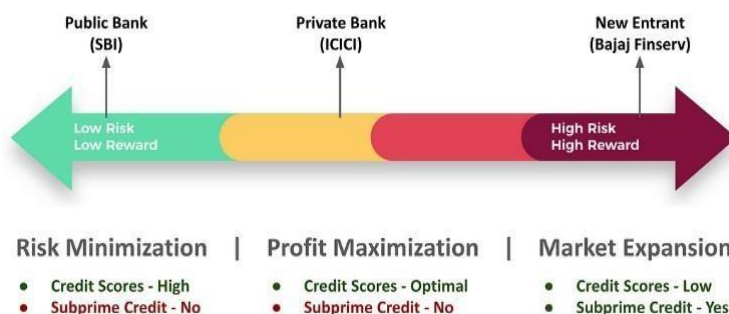 Public Bank
(SBI)
Private Bank
(ICICI)
New Entrant
(Bajaj Finserv)
Low Risk
Low Reward
High Risk
High Reward
Risk Minimization | Profit Maximization | Market Expansion
● Credit Scores - High
● Subprime Credit - No
● Credit Scores - Optimal
● Subprime Credit - No
● Credit Scores - Low
● Subprime Credit - Yes